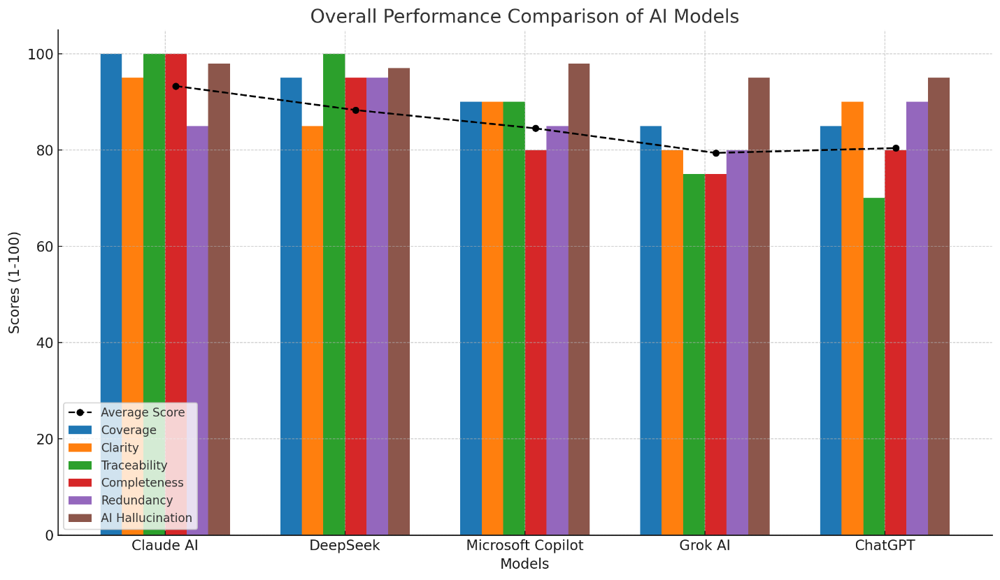 Overall Performance Comparison of AI Models
Scores (1-100)
100
80
60
40
20
0
Average Score
Coverage
Clarity
Traceability
Completeness
Redundancy
AI Hallucination
Claude AI
DeepSeek
Microsoft Copilot
Grok AI
ChatGPT
Models